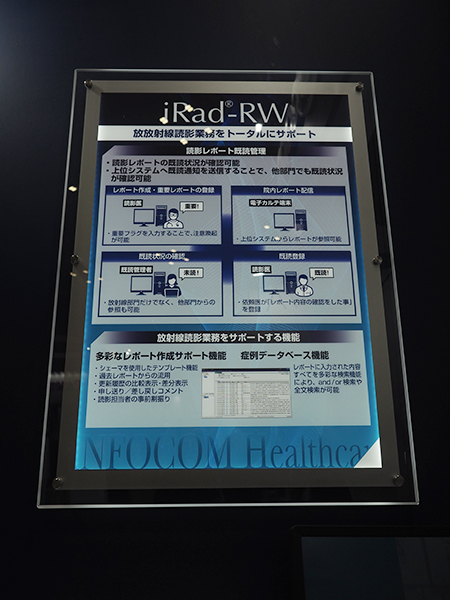 iRad®-RW
放放射線読影業務をトータルにサポート
読影レポート既読管理
・読影レポートの既読状況が確認可能
・上位システムへ既読通知を送信することで、他部門でも既読状況
が確認可能
レポート作成・重要レポートの登録
読影医
重要!
・重要フラグを入力することで、注意喚起
が可能
院内レポート配信
電子カルテ端末
・上位システムからレポートが参照可能
既読状況の確認
既読管理者
未読!
・放射線部門だけでなく、他部門からの
参照も可能
既読登録
読影医
既読!
・依頼医が「レポート内容の確認をした事」
を登録
放射線読影業務をサポートする機能
多彩なレポート作成サポート機能
・シェーマを使用したテンプレート機能
・過去レポートからの流用
・更新履歴の比較表示・差分表示
・申し送り/差し戻しコメント
・読影担当者の事前割振り
症例データベース機能
レポートに入力された内容
すべてを多彩な検索機能
により、and/or検索や
全文検索が可能
NFOCOM Healthcar